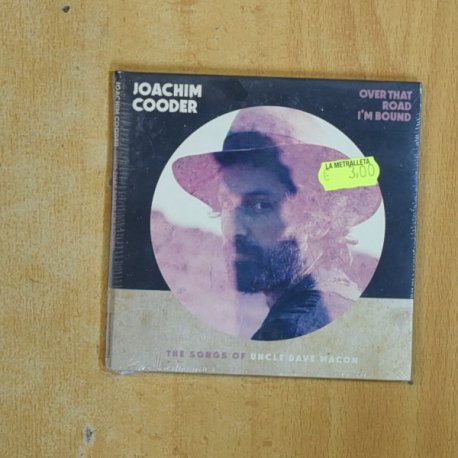 JOACHIM
COODER
OVER THAT
ROAD
I'M BOUND
LA METRALLETA
€ 3,00
THE SONGS OF UNCLE DAVE MACON
JOACHIM COODER